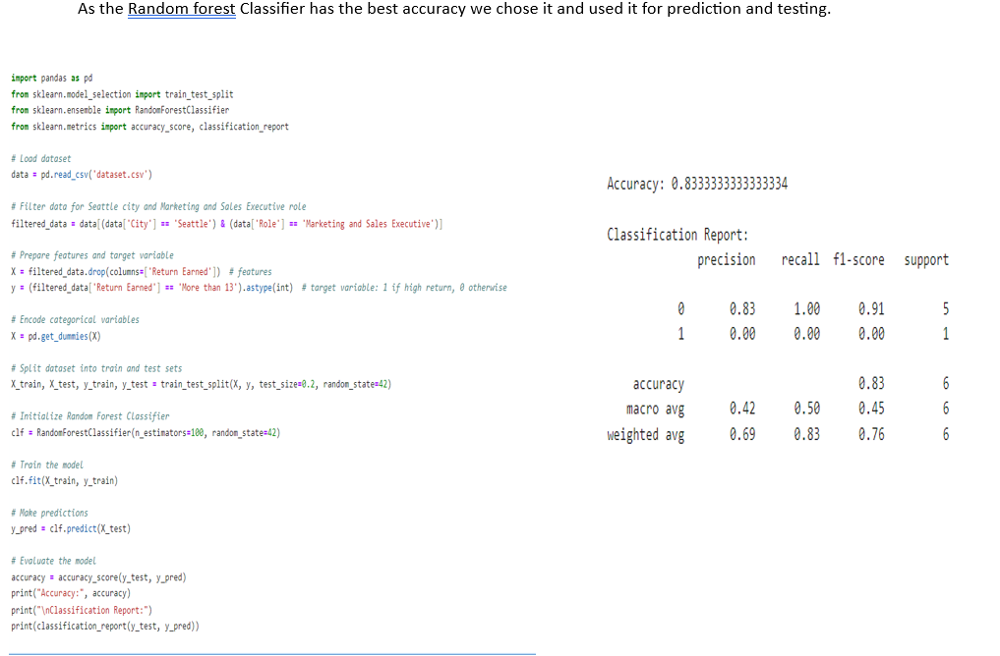 As the Random forest Classifier has the best accuracy we chose it and used it for prediction and testing.
import pandas as pd
from sklearn.model_selection import train_test_split
from sklearn.ensemble import RandomForestClassifier
from sklearn.metrics import accuracy_score, classification_report
# Load dataset
data = pd.read_csv('dataset.csv')
# Filter data for Seattle city and Marketing and Sales Executive role
filtered_data = data[(data['City'] == 'Seattle') & (data['Role'] == 'Marketing and Sales Executive')]
# Prepare features and target variable
X = filtered_data.drop(columns=['Return Earned']) # features
y = (filtered_data['Return Earned'] == 'More than 13').astype(int) # target variable: 1 if high return, 0 otherwise
# Encode categorical variables
X = pd.get_dummies(X)
# Split dataset into train and test sets
X_train, X_test, y_train, y_test = train_test_split(X, y, test_size=0.2, random_state=42)
# Initialize Random Forest Classifier
clf = RandomForestClassifier(n_estimators=100, random_state=42)
# Train the model
clf.fit(X_train, y_train)
# Make predictions
y_pred = clf.predict(X_test)
# Evaluate the model
accuracy = accuracy_score(y_test, y_pred)
print("Accuracy:", accuracy)
print("\nClassification Report:")
print(classification_report(y_test, y_pred))
Accuracy: 0.8333333333333334
Classification Report:
precision recall f1-score support
0 0.83 1.00 0.91 5
1 0.00 0.00 0.00 1
accuracy 0.83 6
macro avg 0.42 0.50 0.45 6
weighted avg 0.69 0.83 0.76 6